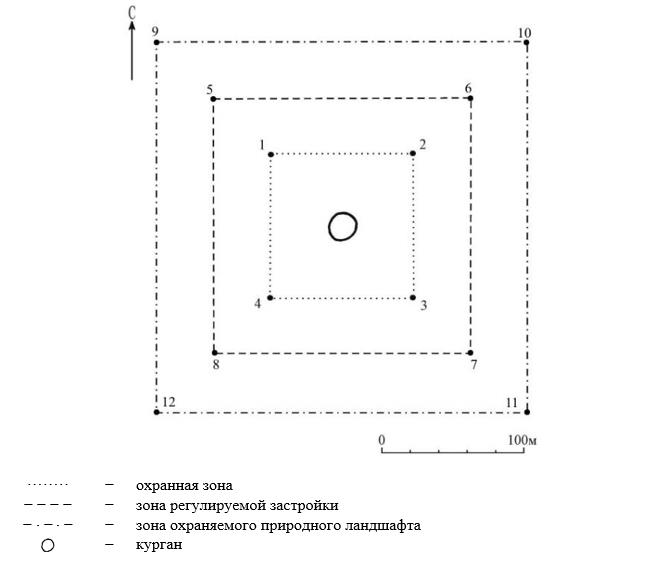 С
9 10
5 6
1 2
4 3
8 7
12 11
0 100м
– охранная зона
– зона регулируемой застройки
– зона охраняемого природного ландшафта
– курган